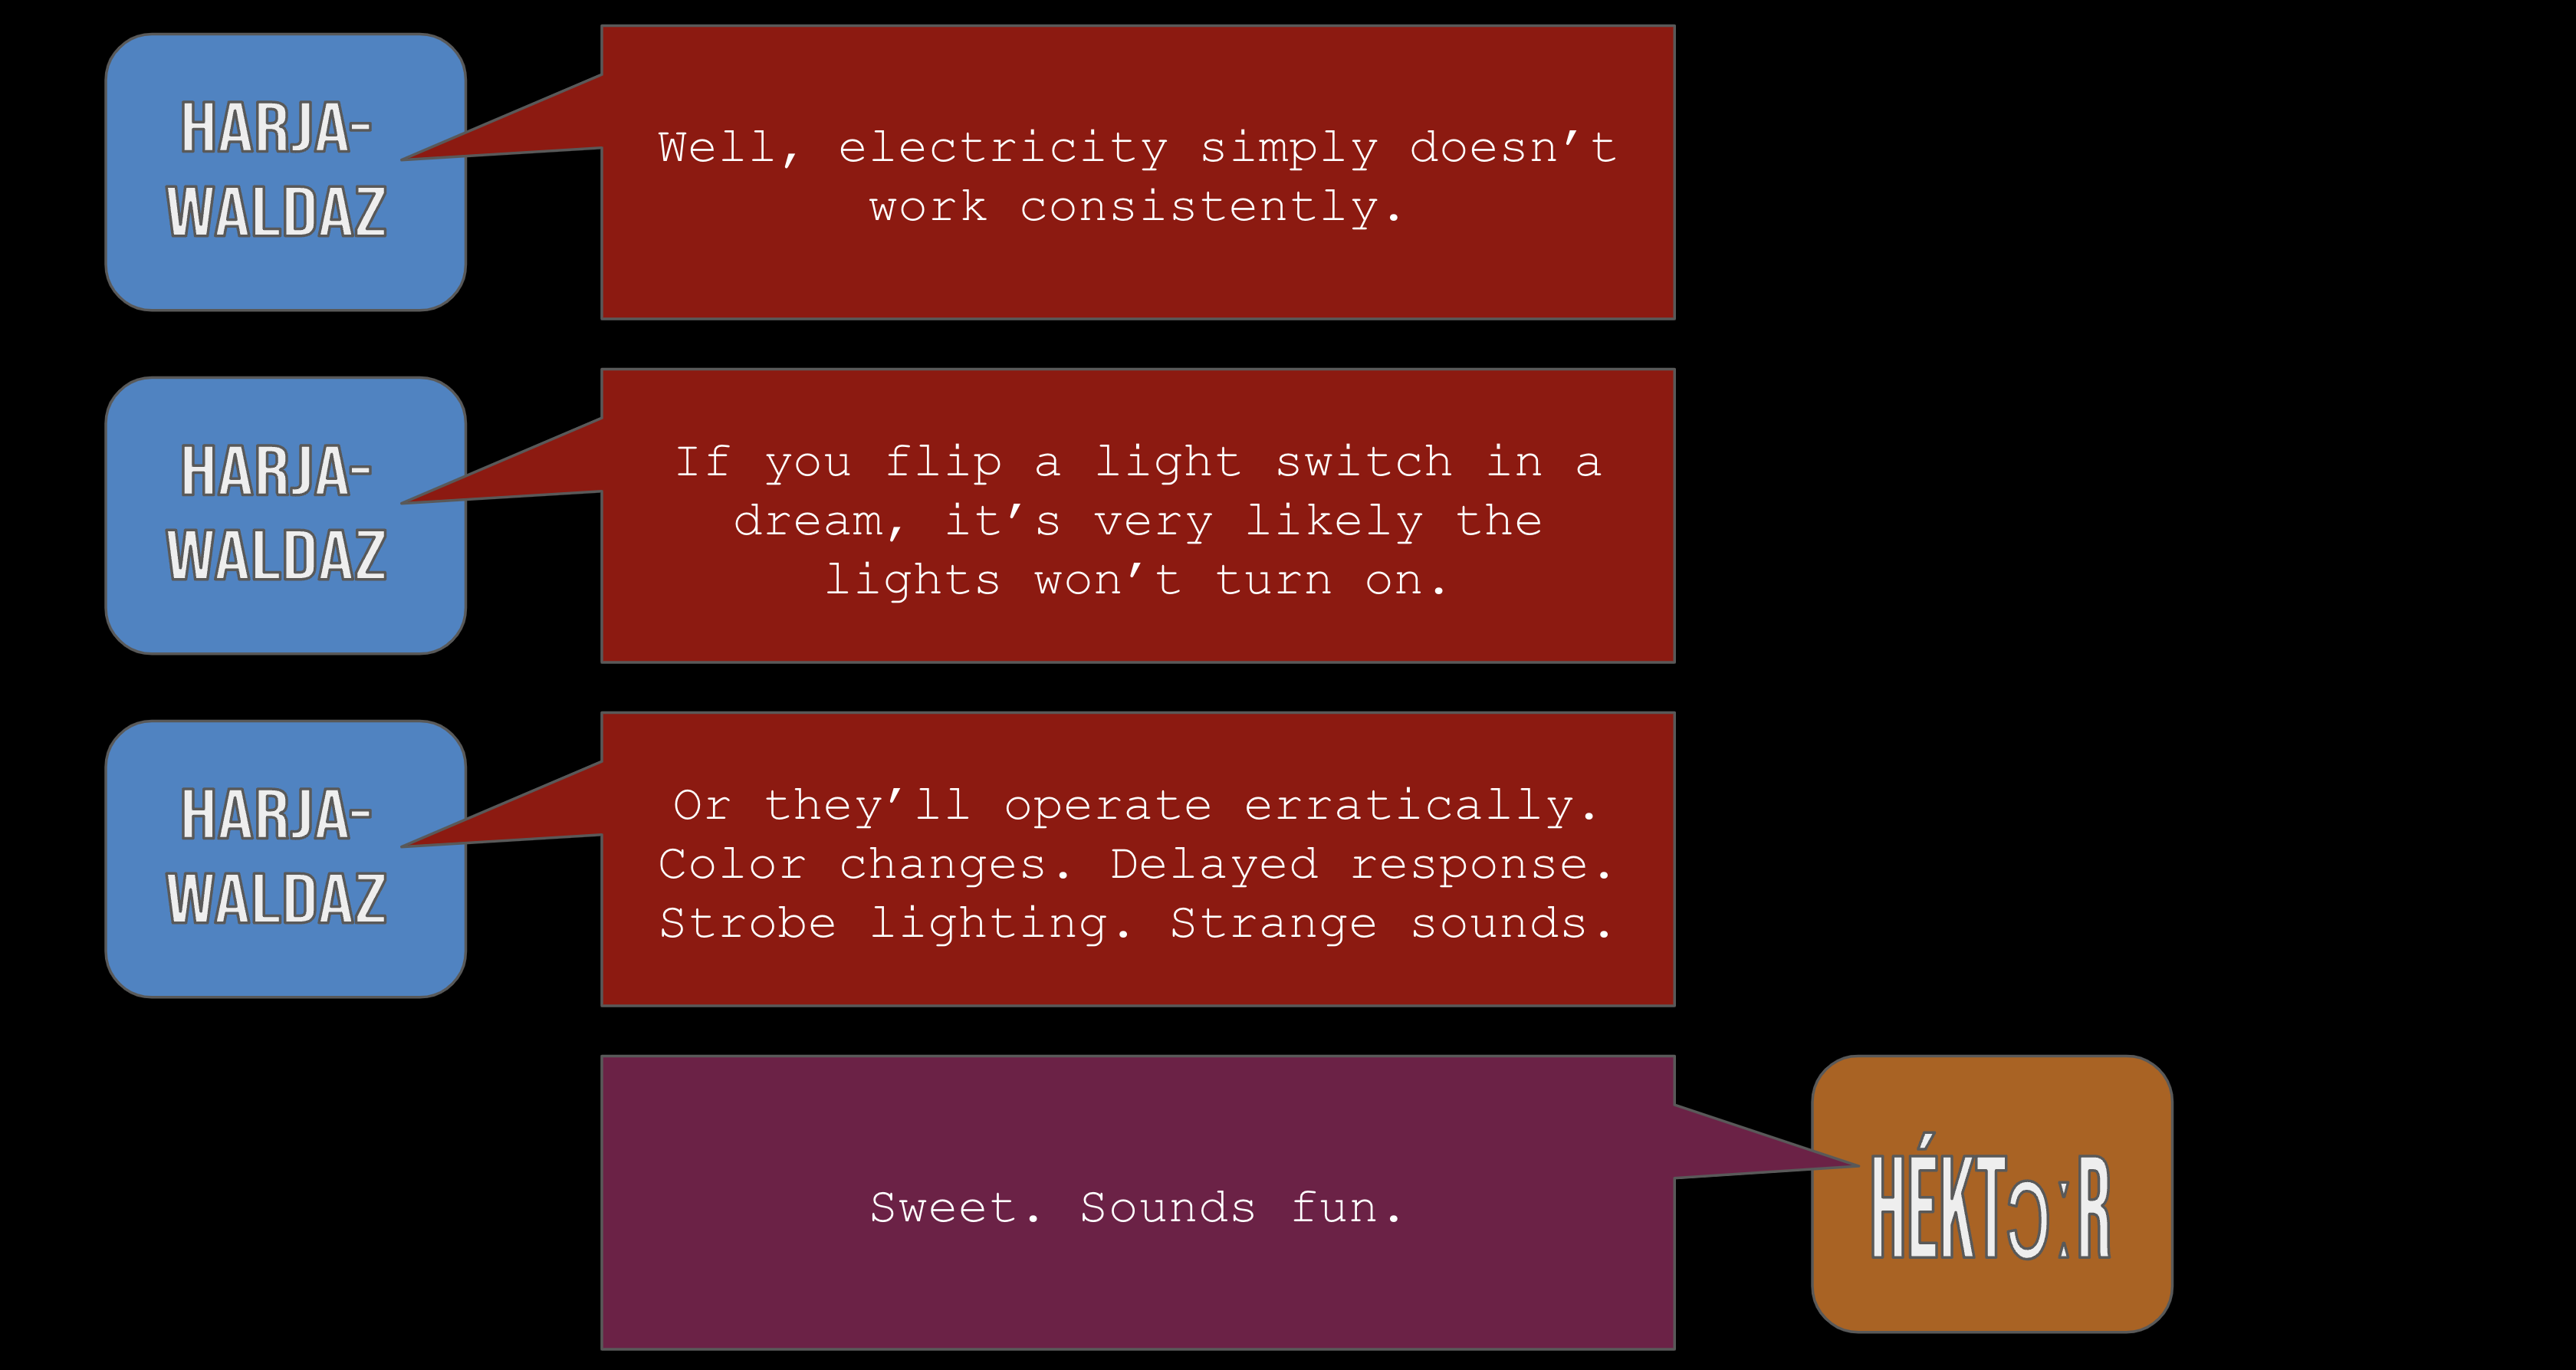 HARJA-
WALDAZ
Well, electricity simply doesn’t
work consistently.
HARJA-
WALDAZ
If you flip a light switch in a
dream, it’s very likely the
lights won’t turn on.
HARJA-
WALDAZ
Or they’ll operate erratically.
Color changes. Delayed response.
Strobe lighting. Strange sounds.
Sweet. Sounds fun.
HÉKTɔːR